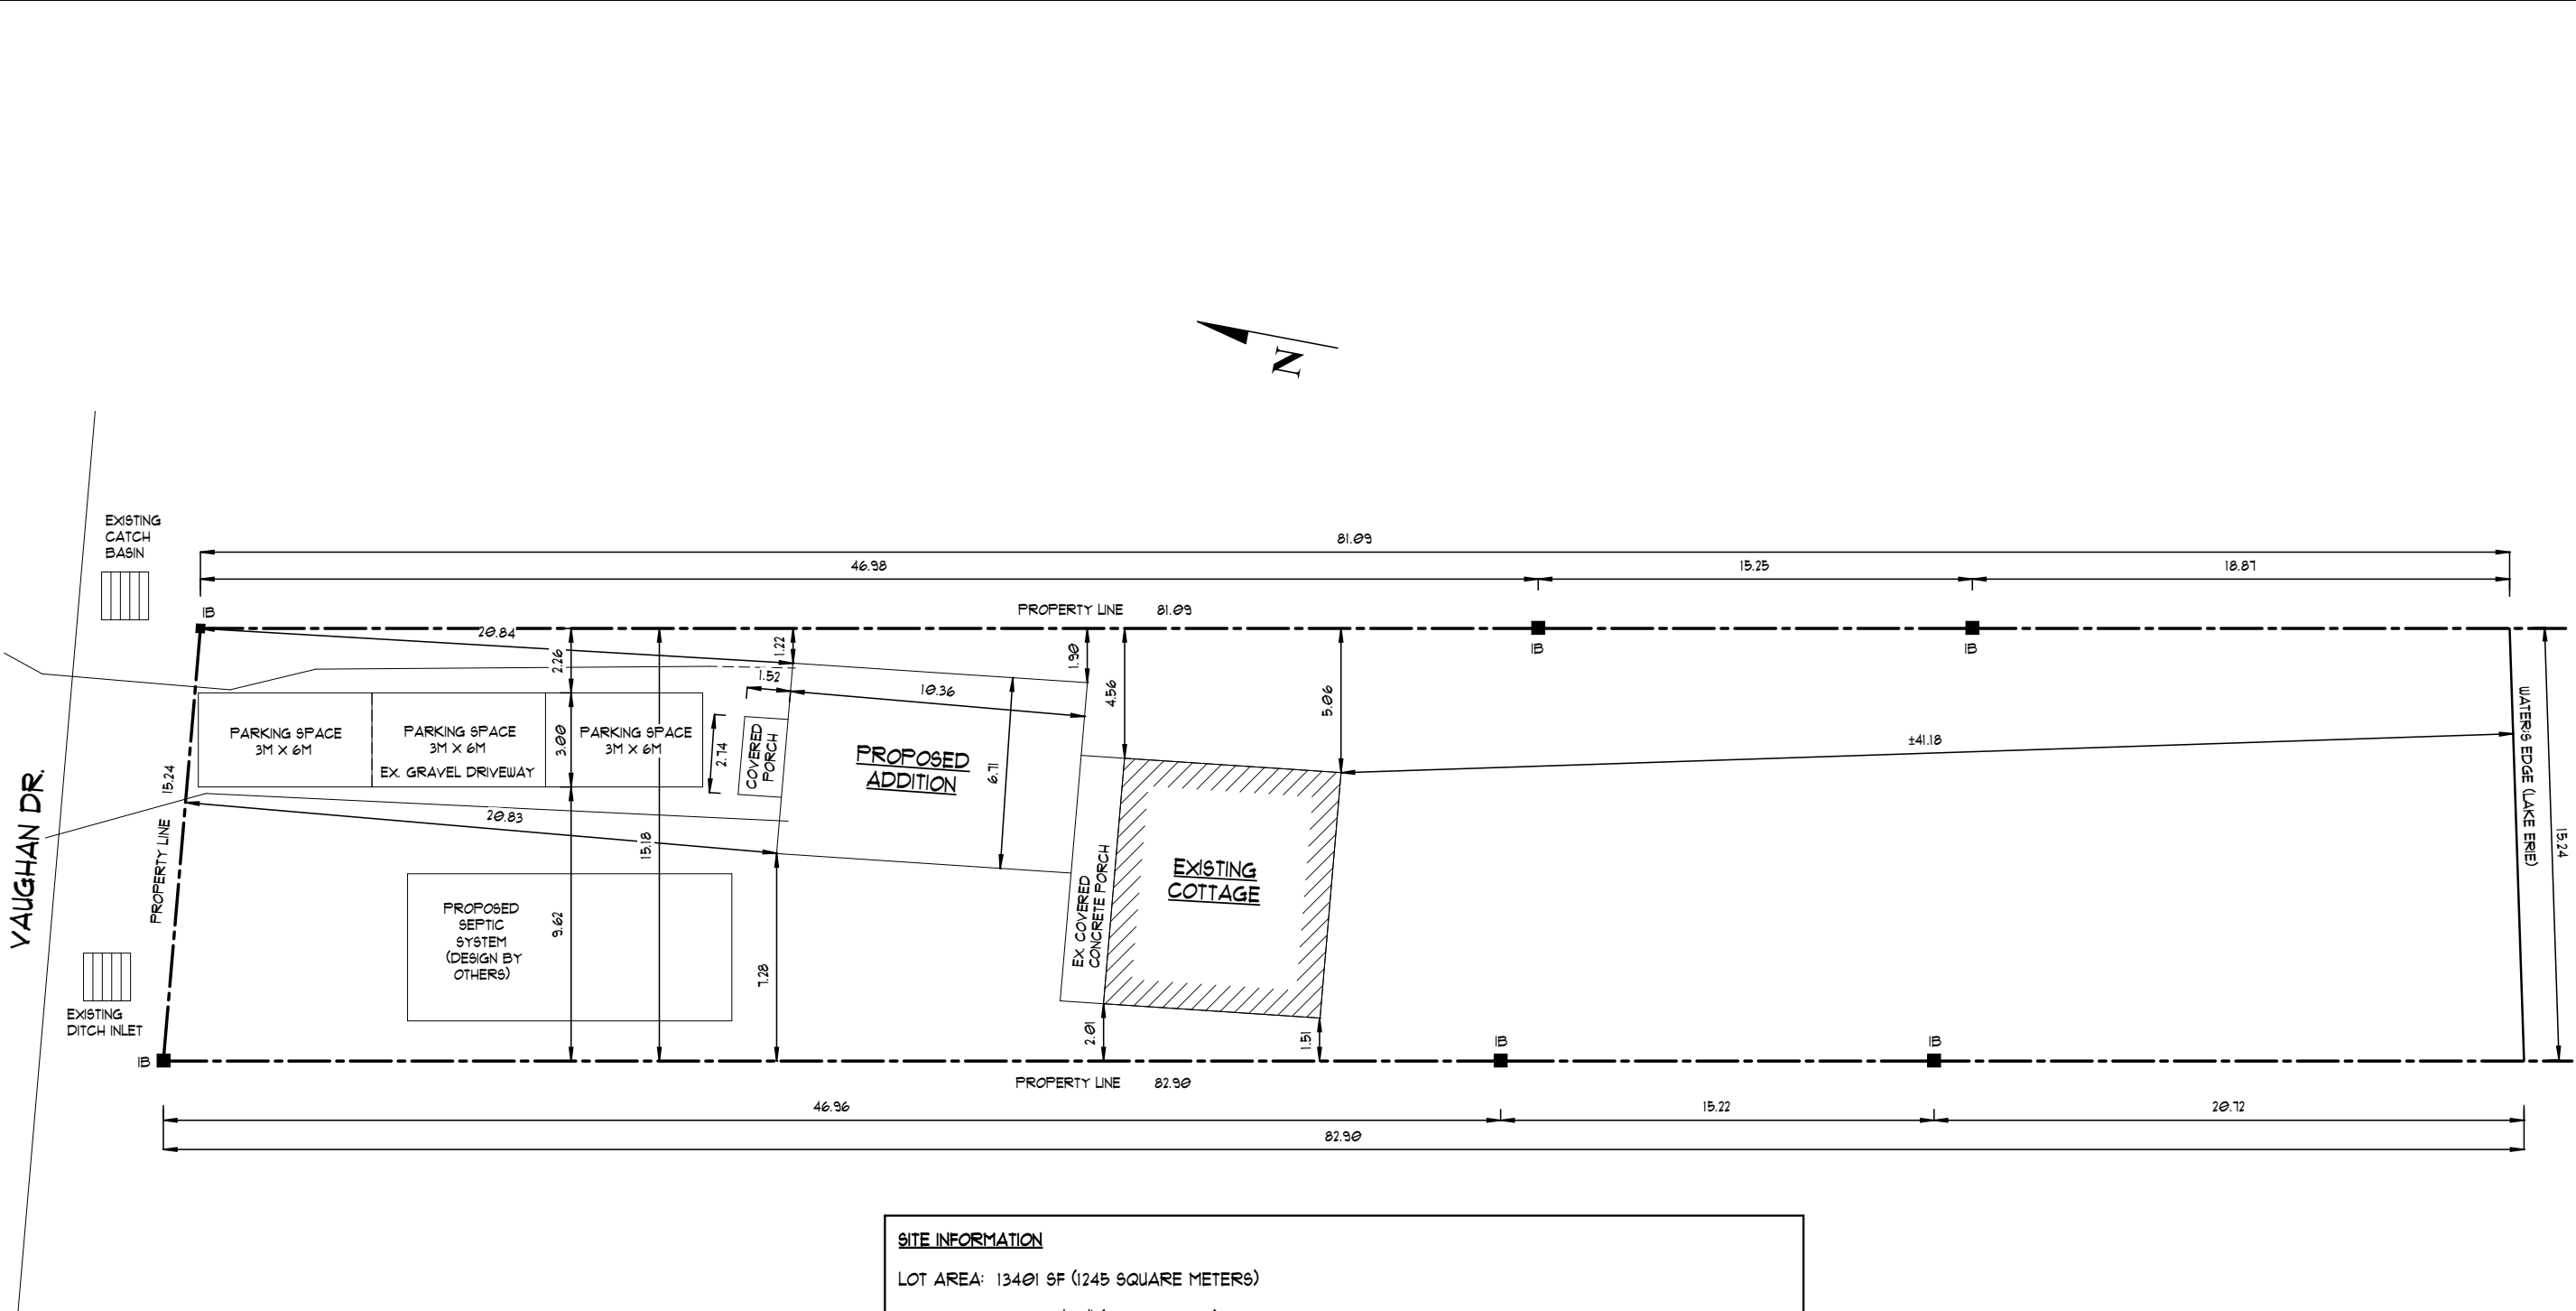 N
EXISTING
CATCH
BASIN
81.09
46.98
15.25
18.87
IB
PROPERTY LINE 81.09
IB
IB
20.84
2.26
1.22
1.90
4.56
5.06
1.52
10.36
±41.18
PARKING SPACE
3M X 6M
PARKING SPACE
3M X 6M
EX. GRAVEL DRIVEWAY
3.00
PARKING SPACE
3M X 6M
2.74
COVERED
PORCH
PROPOSED
ADDITION
6.71
WATER'S EDGE (LAKE ERIE)
15.24
VAUGHAN DR.
15.24
PROPERTY LINE
20.83
15.18
EXISTING
COTTAGE
EX. COVERED
CONCRETE PORCH
PROPOSED
SEPTIC
SYSTEM
(DESIGN BY
OTHERS)
9.62
7.28
2.01
1.51
EXISTING
DITCH INLET
IB
IB
IB
PROPERTY LINE 82.90
46.96
15.22
20.72
82.90
SITE INFORMATION
LOT AREA: 13401 SF (1245 SQUARE METERS)